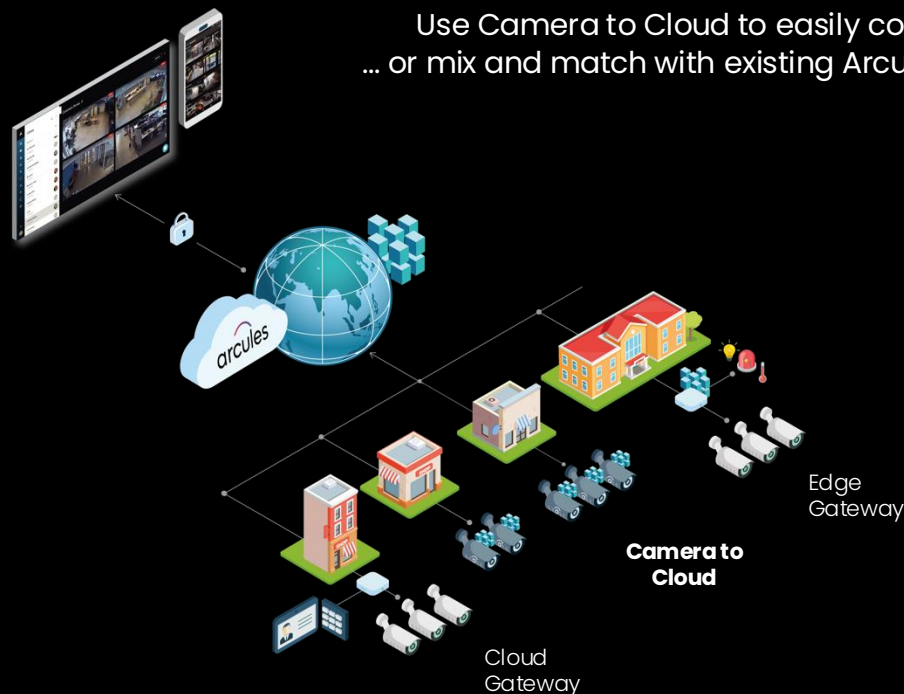 Use Camera to Cloud to easily co
... or mix and match with existing Arcu
arcules
Edge
Gateway
Camera to
Cloud
Cloud
Gateway